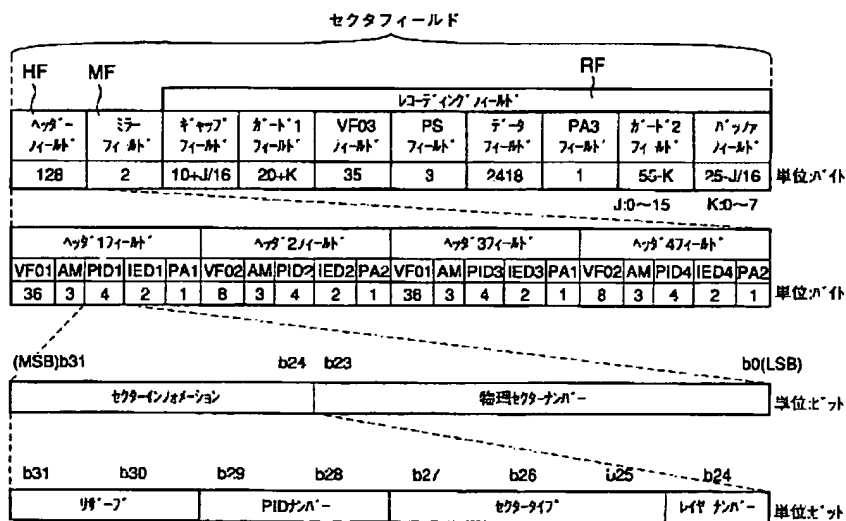 セクタフィールド
HF MF RF
レコーディングフィールド
ヘッダー ミラー ギャップ ガード1 VF03 PS データ PA3 ガード2 バッファ
フィールド フィールド フィールド フィールド フィールド フィールド フィールド フィールド フィールド フィールド
128 2 10+J/16 20+K 35 3 2418 1 55-K 25-J/16 単位:バイト
J:0〜15 K:0〜7
ヘッダ1フィールド ヘッダ2フィールド ヘッダ3フィールド ヘッダ4フィールド
VF01 AM PID1 IED1 PA1 VF02 AM PID2 IED2 PA2 VF01 AM PID3 IED3 PA1 VF02 AM PID4 IED4 PA2
36 3 4 2 1 8 3 4 2 1 36 3 4 2 1 8 3 4 2 1 単位:バイト
(MSB)b31 b24 b23 b0(LSB)
セクターインフォメーション 物理セクターナンバー 単位:ビット
b31 b30 b29 b28 b27 b26 b25 b24
リザーブ PIDナンバー セクタータイプ レイヤ ナンバー 単位:ビット